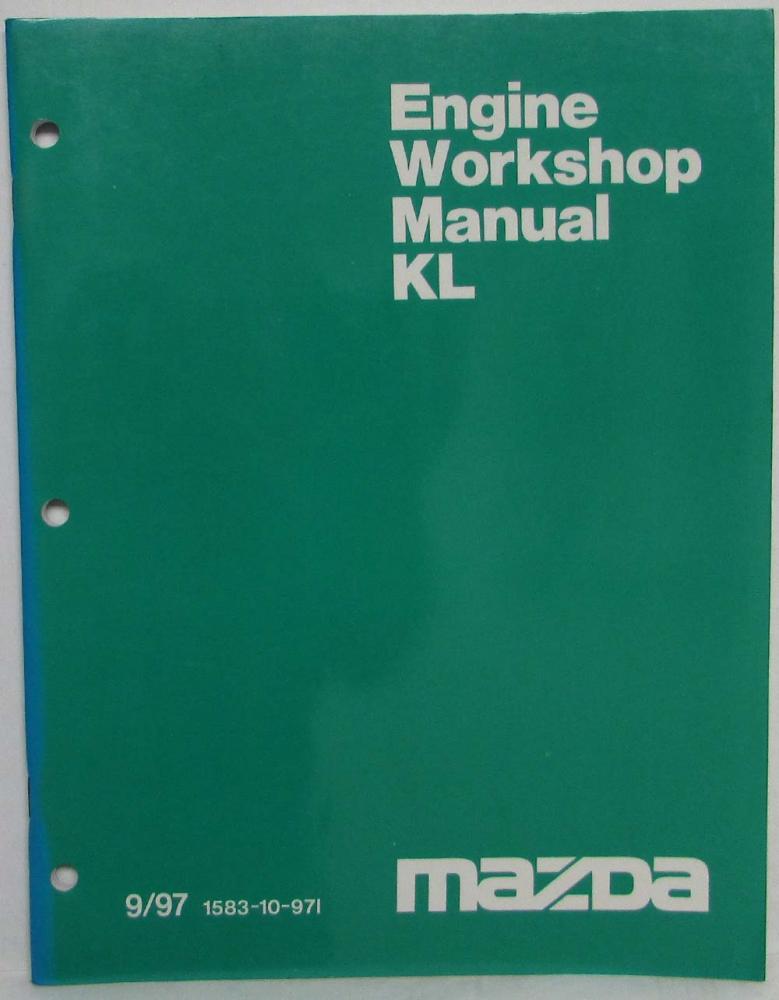 Engine
Workshop
Manual
KL
9/97 1583-10-97I
mazda